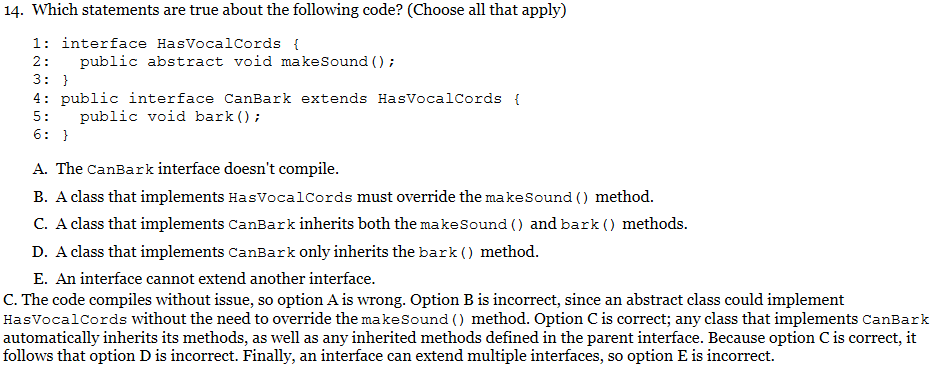 14. Which statements are true about the following code? (Choose all that apply)
1: interface HasVocalCords {
2:   public abstract void makeSound();
3: }
4: public interface CanBark extends HasVocalCords {
5:   public void bark();
6: }
A. The CanBark interface doesn't compile.
B. A class that implements HasVocalCords must override the makeSound() method.
C. A class that implements CanBark inherits both the makeSound() and bark() methods.
D. A class that implements CanBark only inherits the bark() method.
E. An interface cannot extend another interface.
C. The code compiles without issue, so option A is wrong. Option B is incorrect, since an abstract class could implement
HasVocalCords without the need to override the makeSound() method. Option C is correct; any class that implements CanBark
automatically inherits its methods, as well as any inherited methods defined in the parent interface. Because option C is correct, it
follows that option D is incorrect. Finally, an interface can extend multiple interfaces, so option E is incorrect.